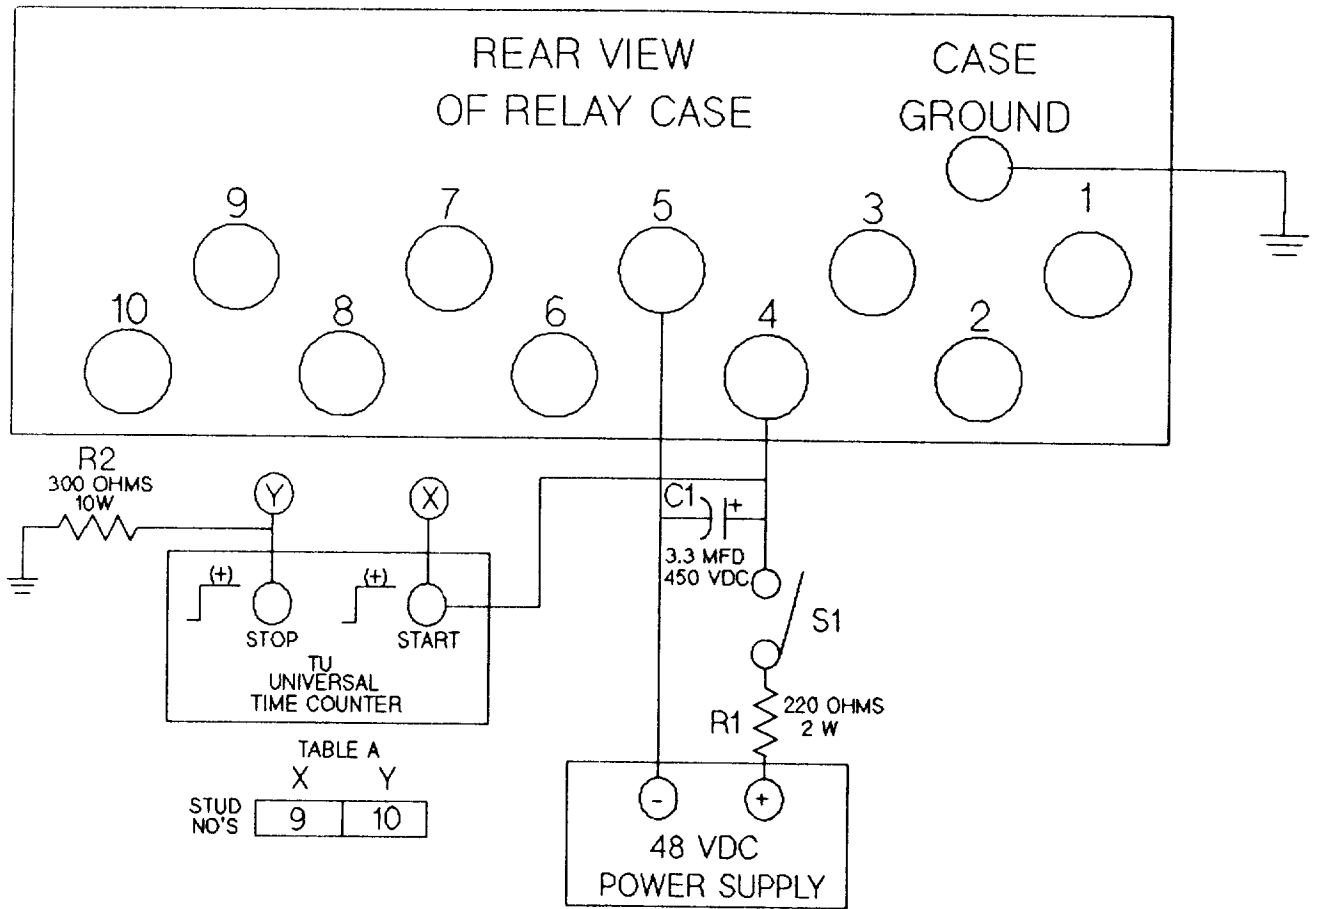 REAR VIEW
OF RELAY CASE
CASE
GROUND
9
7
5
3
1
10
8
6
4
2
R2
300 OHMS
10W
Y
X
C1
+
3.3 MFD
450 VDC
(+)
(+)
STOP
START
S1
TU
UNIVERSAL
TIME COUNTER
R1
220 OHMS
2 W
TABLE A
X Y
STUD
NO'S
9 10
- +
48 VDC
POWER SUPPLY